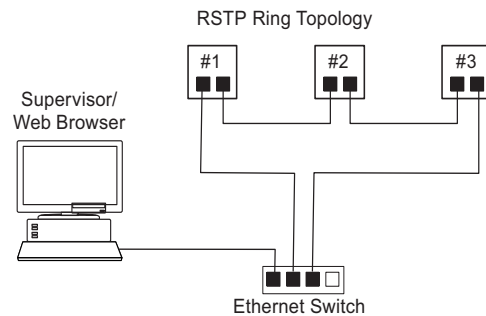 RSTP Ring Topology
#1
#2
#3
Supervisor/
Web Browser
Ethernet Switch